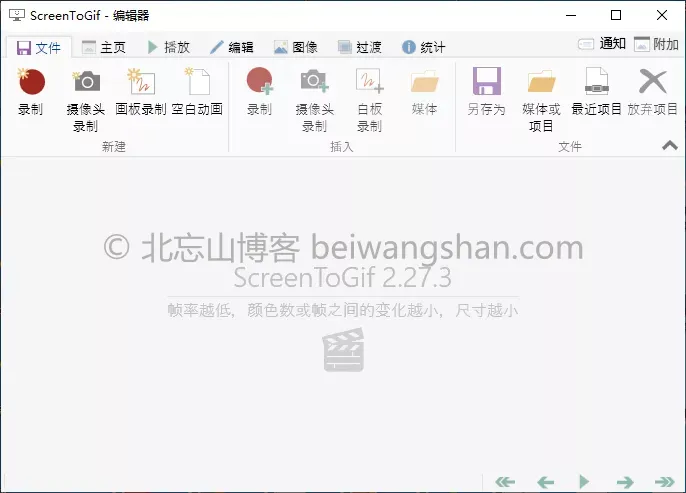 ScreenToGif - 编辑器
文件 主页 播放 编辑 图像 过渡 统计 通知 附加
录制 摄像头 画板录制 空白动画 录制 摄像头 白板 媒体 另存为 媒体或 最近项目 放弃项目
录制 录制 录制 项目
新建 插入 文件
© 北忘山博客 beiwangshan.com
ScreenToGif 2.27.3
帧率越低，颜色数或帧之间的变化越小，尺寸越小